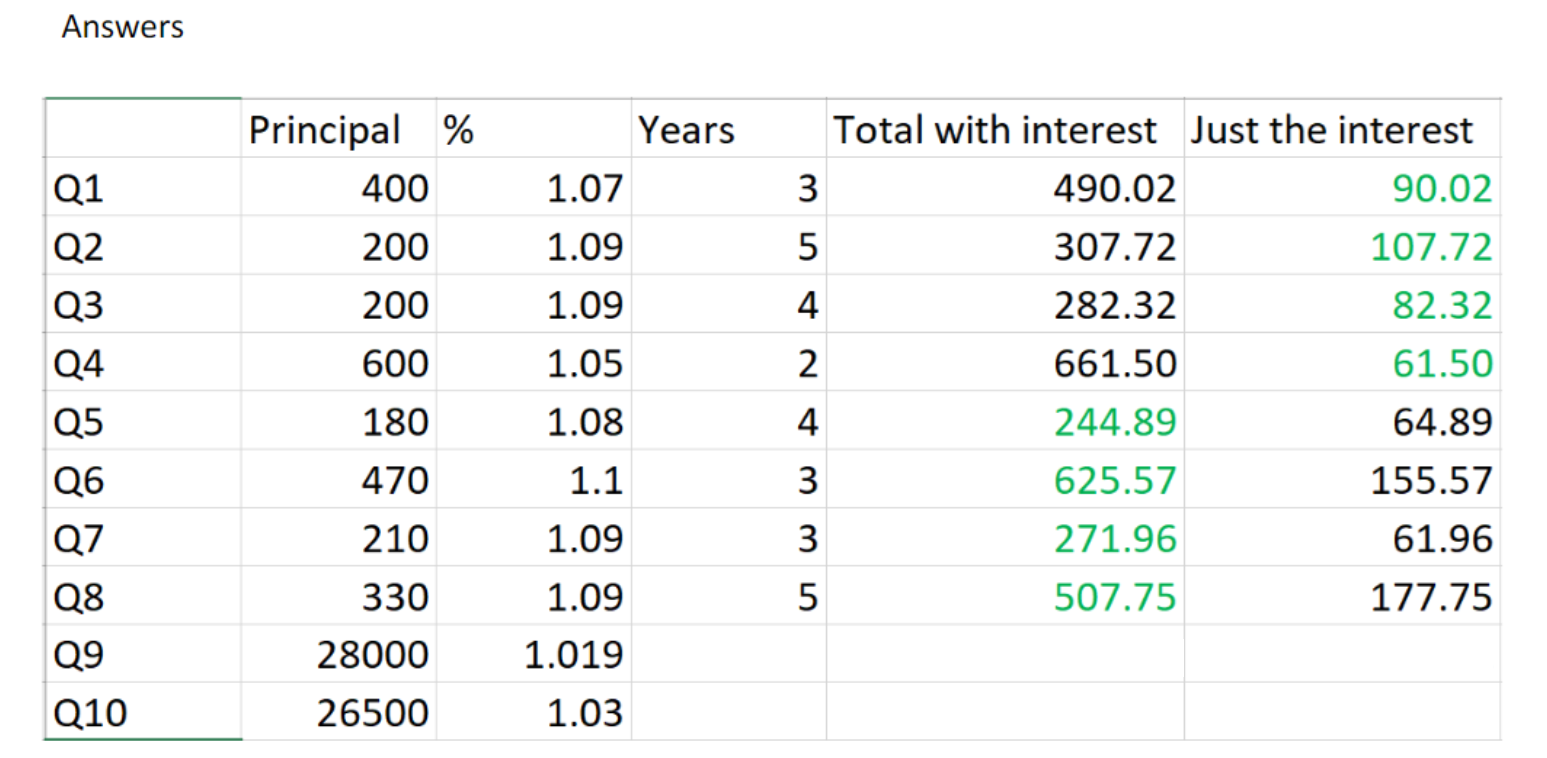 Answers
Principal % Years Total with interest Just the interest
Q1 400 1.07 3 490.02 90.02
Q2 200 1.09 5 307.72 107.72
Q3 200 1.09 4 282.32 82.32
Q4 600 1.05 2 661.50 61.50
Q5 180 1.08 4 244.89 64.89
Q6 470 1.1 3 625.57 155.57
Q7 210 1.09 3 271.96 61.96
Q8 330 1.09 5 507.75 177.75
Q9 28000 1.019
Q10 26500 1.03